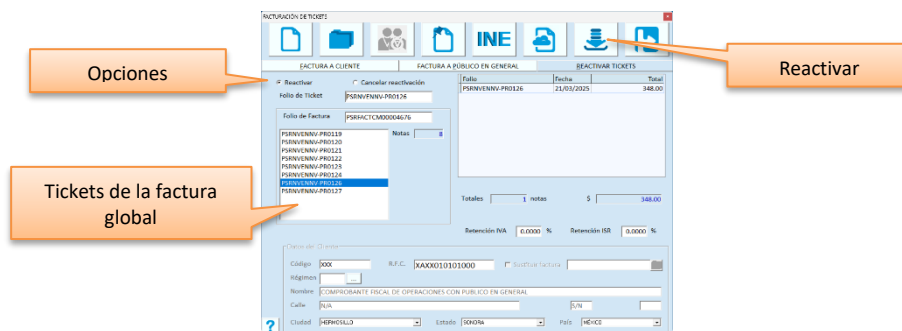 FACTURACIÓN DE TICKETS
INE
FACTURA A CLIENTE
FACTURA A PÚBLICO EN GENERAL
REACTIVAR TICKETS
Opciones
Reactivar
Reactivar
Cancelar reactivación
Folio de Ticket
PSRNVENNV-PR0126
Folio
Fecha
Total
PSRNVENNV-PR0126
21/03/2025
348.00
Folio de Factura
PSRFACTCM00004676
Notas
8
PSRNVENNV-PR0119
PSRNVENNV-PR0120
PSRNVENNV-PR0121
PSRNVENNV-PR0122
PSRNVENNV-PR0123
PSRNVENNV-PR0124
PSRNVENNV-PR0126
PSRNVENNV-PR0127
Tickets de la factura
global
Totales
1 notas
$
348.00
Retención IVA
0.0000 %
Retención ISR
0.0000 %
Datos del Cliente
Código
XXX
R.F.C.
XAXX010101000
Sustituir factura
Régimen
...
Nombre
COMPROBANTE FISCAL DE OPERACIONES CON PUBLICO EN GENERAL
Calle
N/A
S/N
?
Ciudad
HERMOSILLO
Estado
SONORA
País
MÉXICO